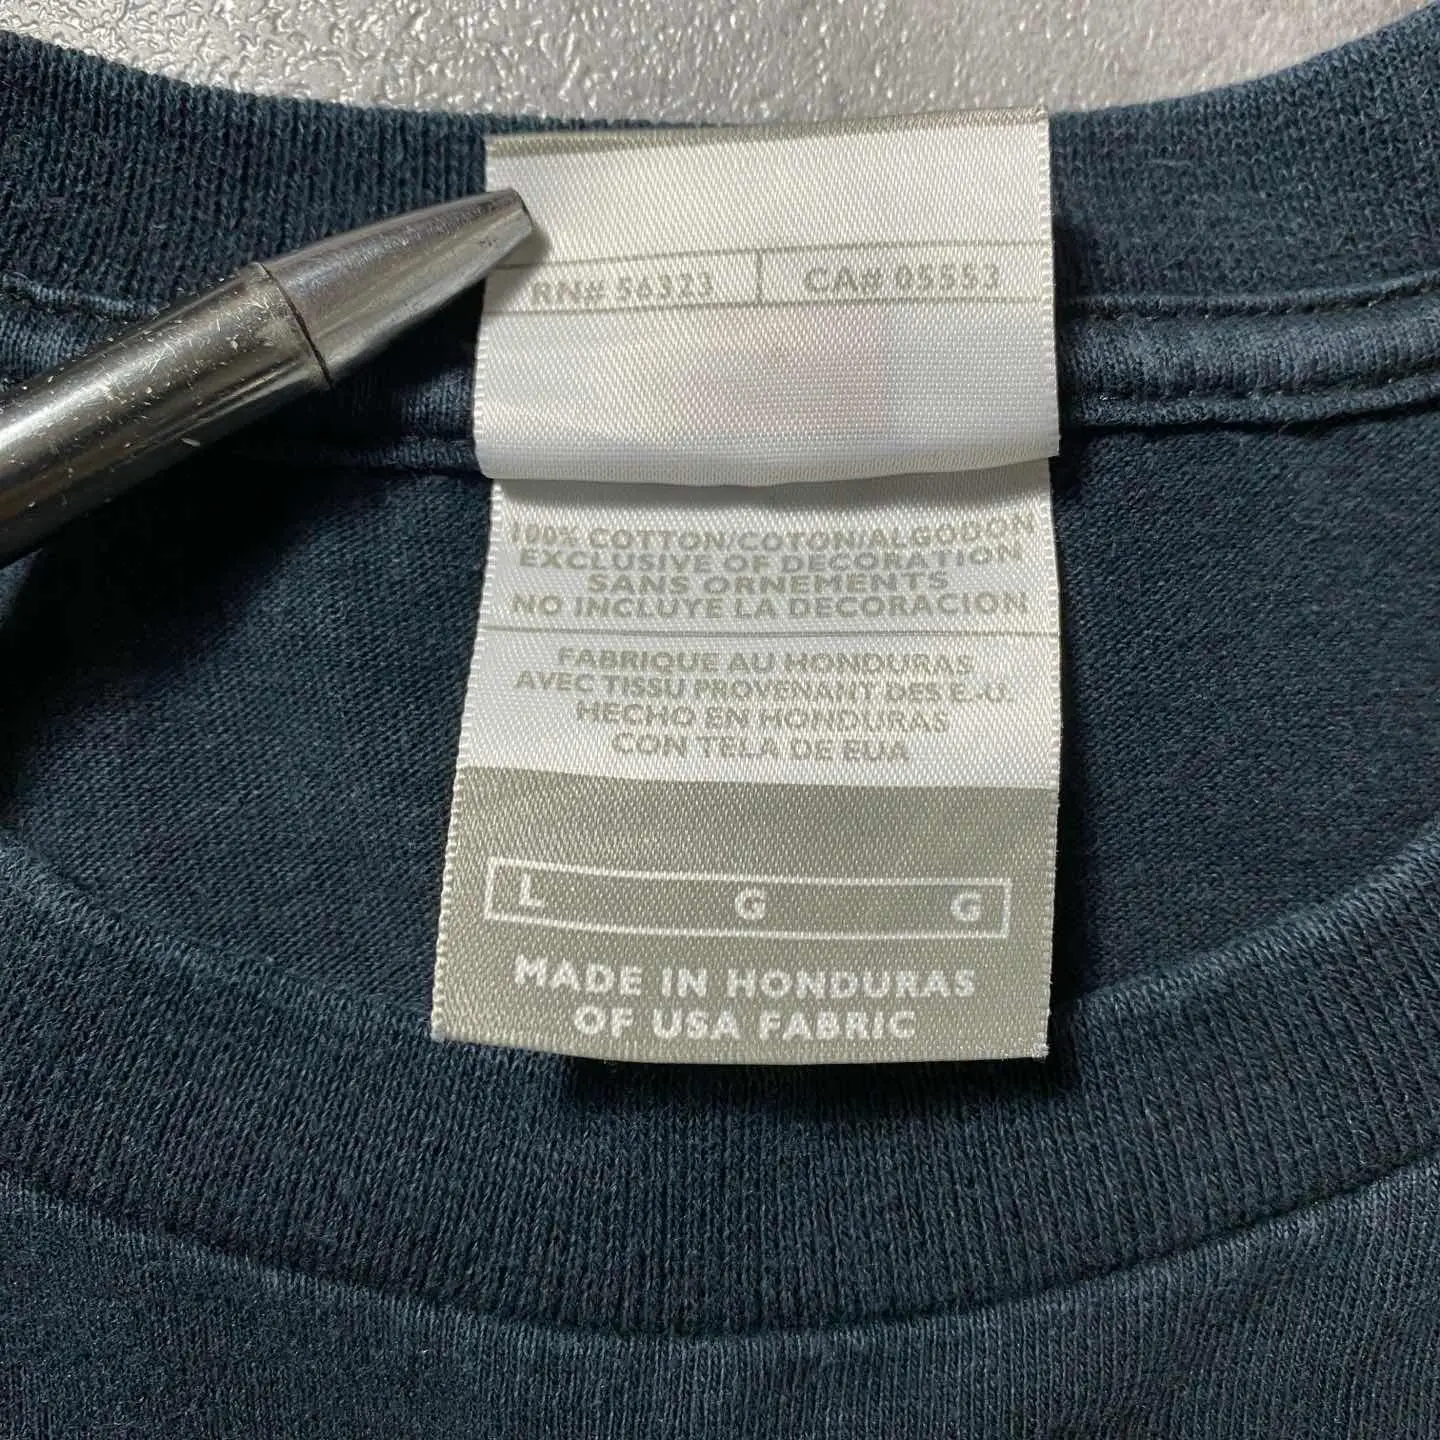 RN# 56323 CA# 05553
100% COTTON/COTON/ALGODON
EXCLUSIVE OF DECORATION
SANS ORNEMENTS
NO INCLUYE LA DECORACION
FABRIQUE AU HONDURAS
AVEC TISSU PROVENANT DES E.-U.
HECHO EN HONDURAS
CON TELA DE EUA
L G G
MADE IN HONDURAS
OF USA FABRIC